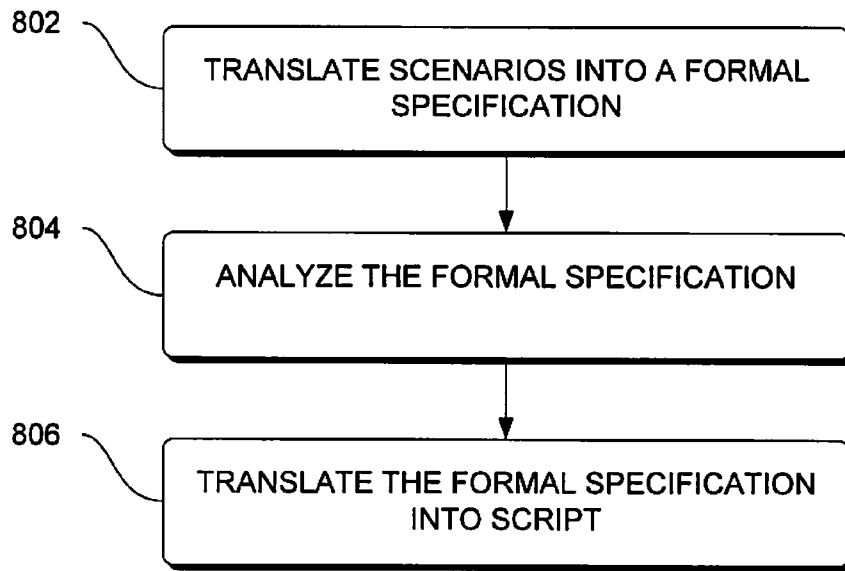 802
TRANSLATE SCENARIOS INTO A FORMAL
SPECIFICATION
804
ANALYZE THE FORMAL SPECIFICATION
806
TRANSLATE THE FORMAL SPECIFICATION
INTO SCRIPT